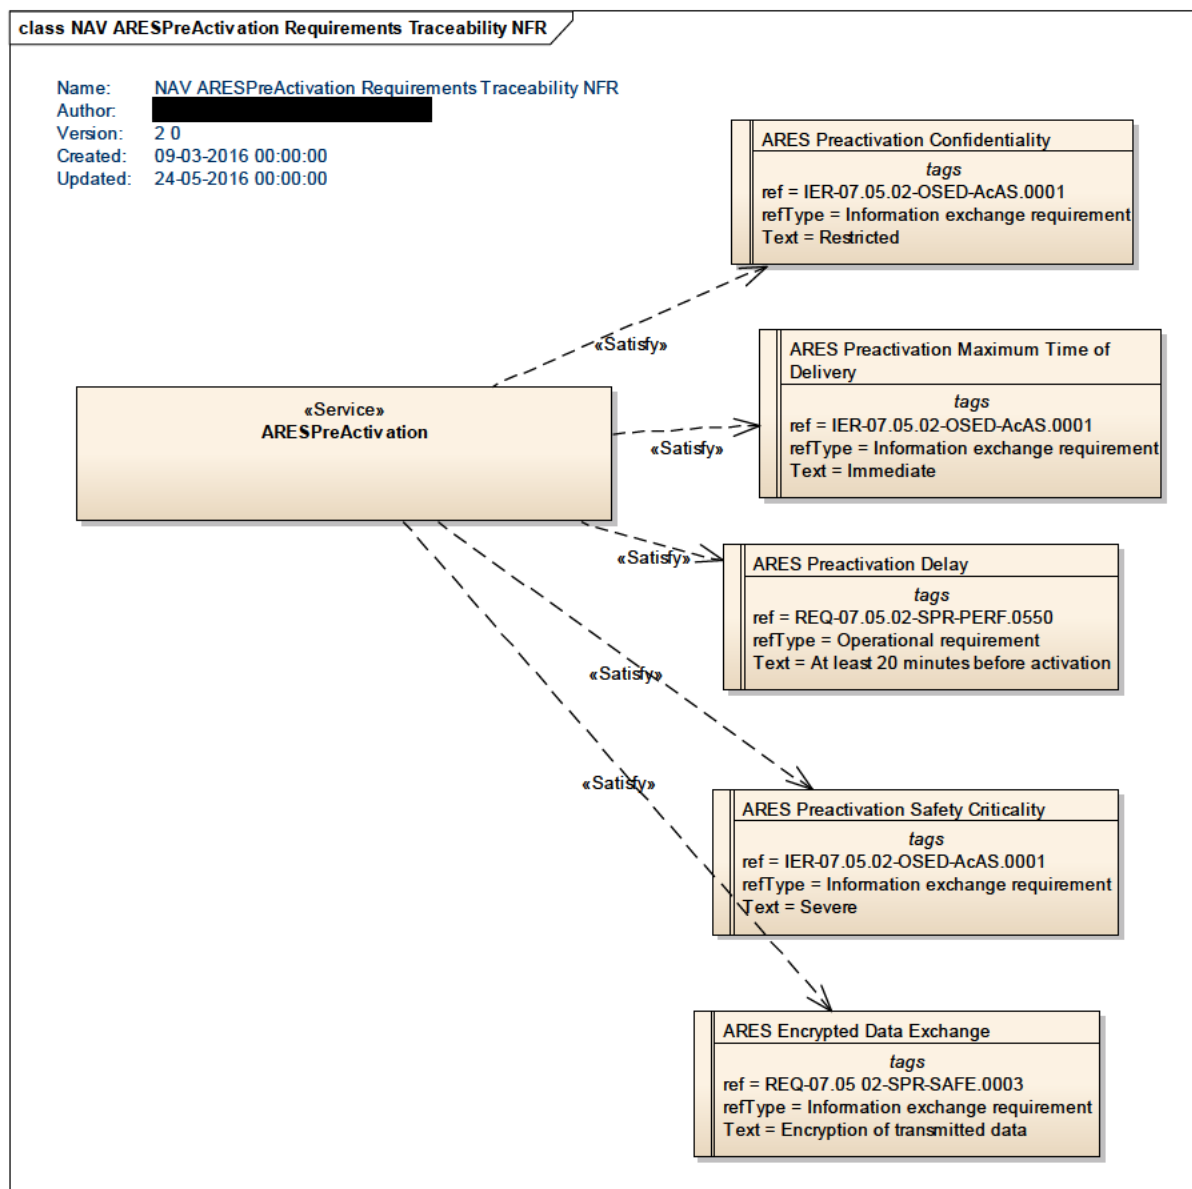 class NAV ARESPreActivation Requirements Traceability NFR
Name: NAV ARESPreActivation Requirements Traceability NFR
Author:
Version: 2 0
Created: 09-03-2016 00:00:00
Updated: 24-05-2016 00:00:00
ARES Preactivation Confidentiality
tags
ref = IER-07.05.02-OSED-AcAS.0001
refType = Information exchange requirement
Text = Restricted
«Satisfy»
ARES Preactivation Maximum Time of
Delivery
tags
ref = IER-07.05.02-OSED-AcAS.0001
refType = Information exchange requirement
Text = Immediate
«Service»
ARESPreActivation
«Satisfy»
«Satisfy»
ARES Preactivation Delay
tags
ref = REQ-07.05.02-SPR-PERF.0550
refType = Operational requirement
Text = At least 20 minutes before activation
«Satisfy»
«Satisfy»
ARES Preactivation Safety Criticality
tags
ref = IER-07.05.02-OSED-AcAS.0001
refType = Information exchange requirement
Text = Severe
ARES Encrypted Data Exchange
tags
ref = REQ-07.05 02-SPR-SAFE.0003
refType = Information exchange requirement
Text = Encryption of transmitted data